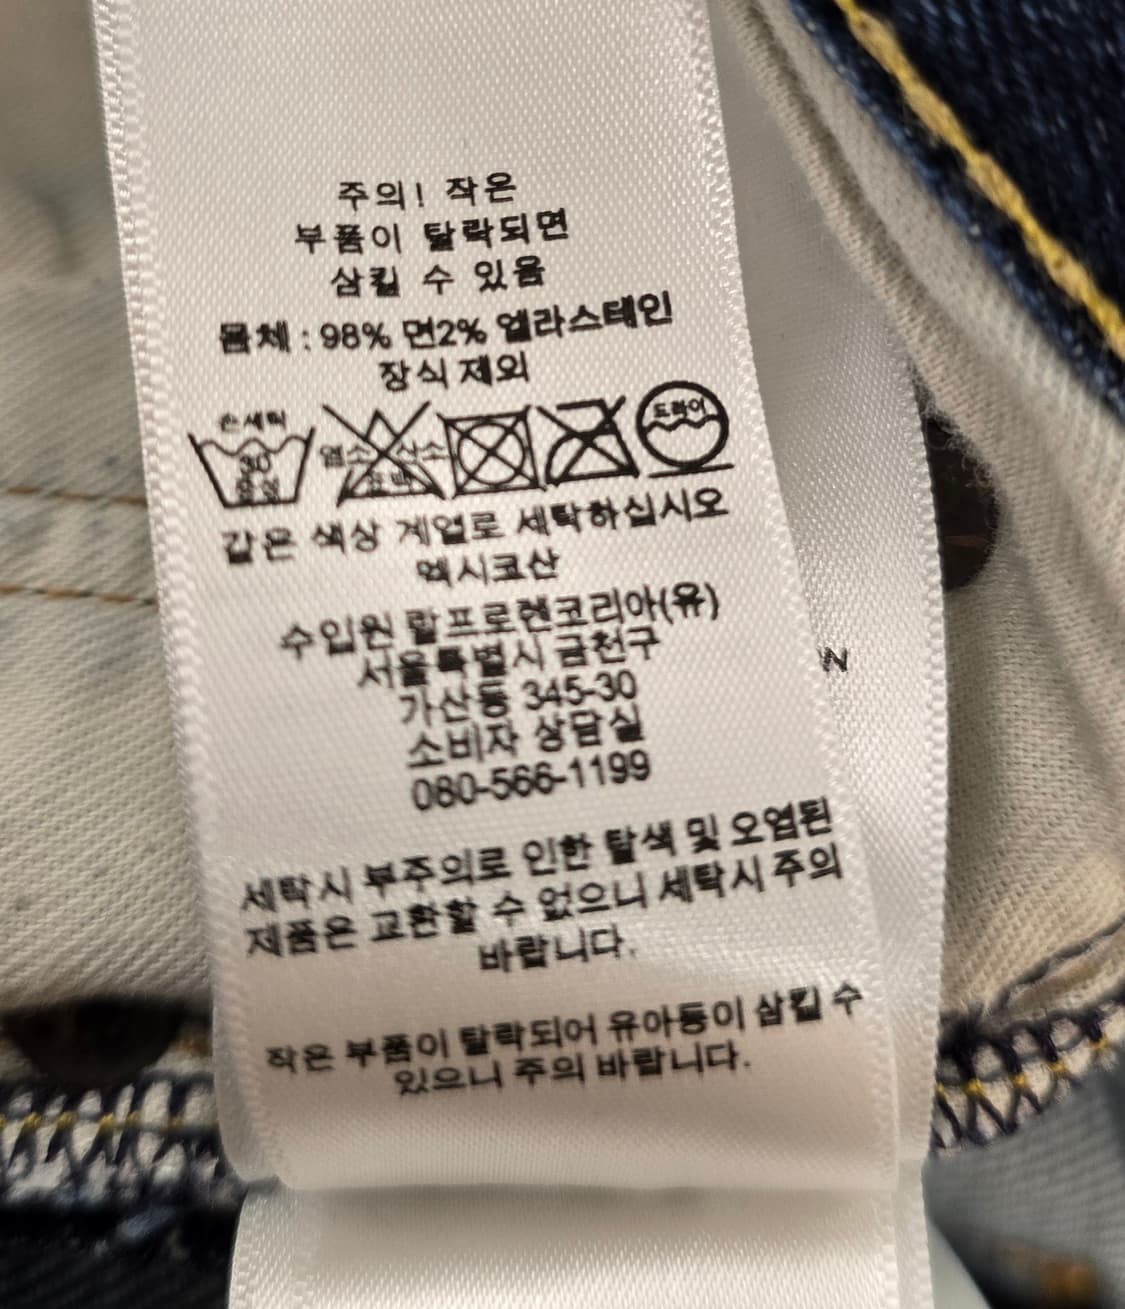 주의! 작은
부품이 탈락되면
삼킬 수 있음
몸체 : 98% 면2% 엘라스테인
장식 제외
손세탁 드라이
30 중성 염소 산소 표백
같은 색상 계열로 세탁하십시오
멕시코산
수입원 랄프로렌코리아(유)
서울특별시 금천구
가산동 345-30
소비자 상담실
080-566-1199
세탁시 부주의로 인한 탈색 및 오염된
제품은 교환할 수 없으니 세탁시 주의
바랍니다.
작은 부품이 탈락되어 유아등이 삼킬 수
있으니 주의 바랍니다.